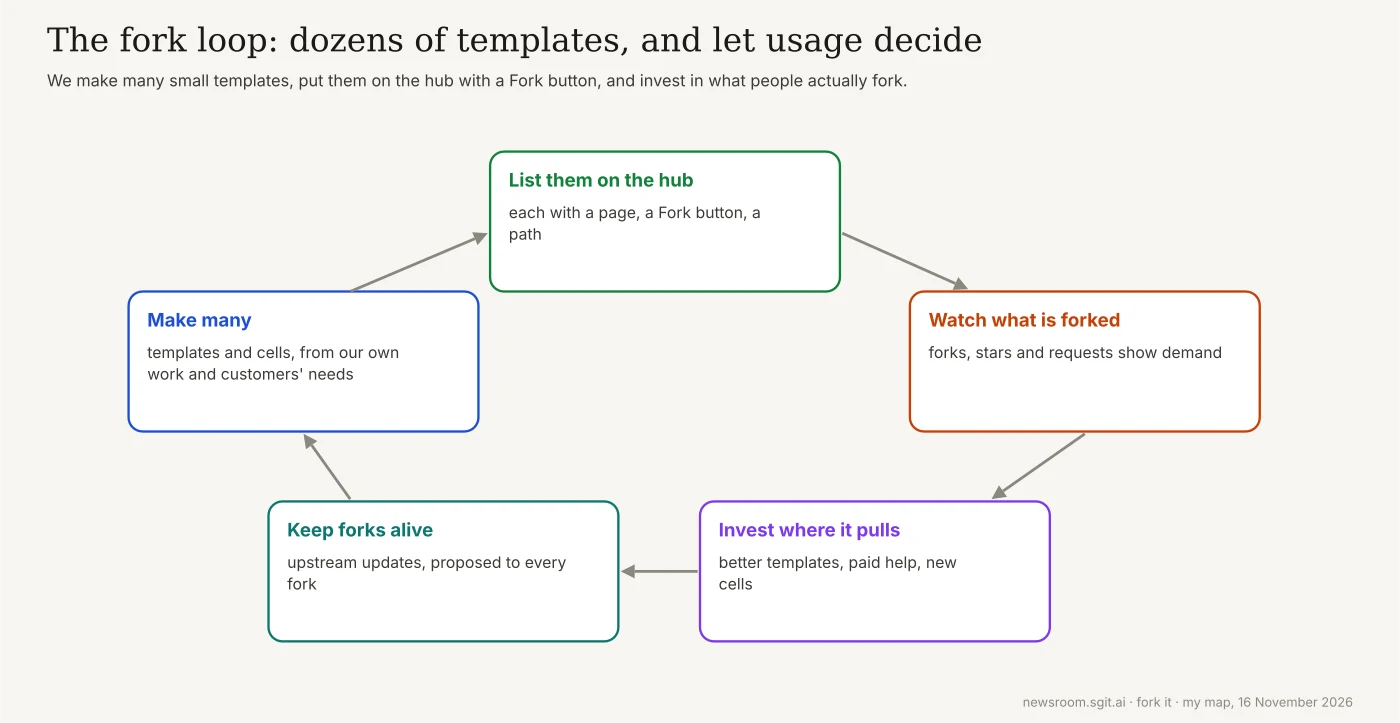 The fork loop: dozens of templates, and let usage decide
We make many small templates, put them on the hub with a Fork button, and invest in what people actually fork.
List them on the hub
each with a page, a Fork button, a
path
Make many
templates and cells, from our own
work and customers' needs
Watch what is forked
forks, stars and requests show demand
Keep forks alive
upstream updates, proposed to every
fork
Invest where it pulls
better templates, paid help, new
cells
newsroom.sgit.ai · fork it · my map, 16 November 2026